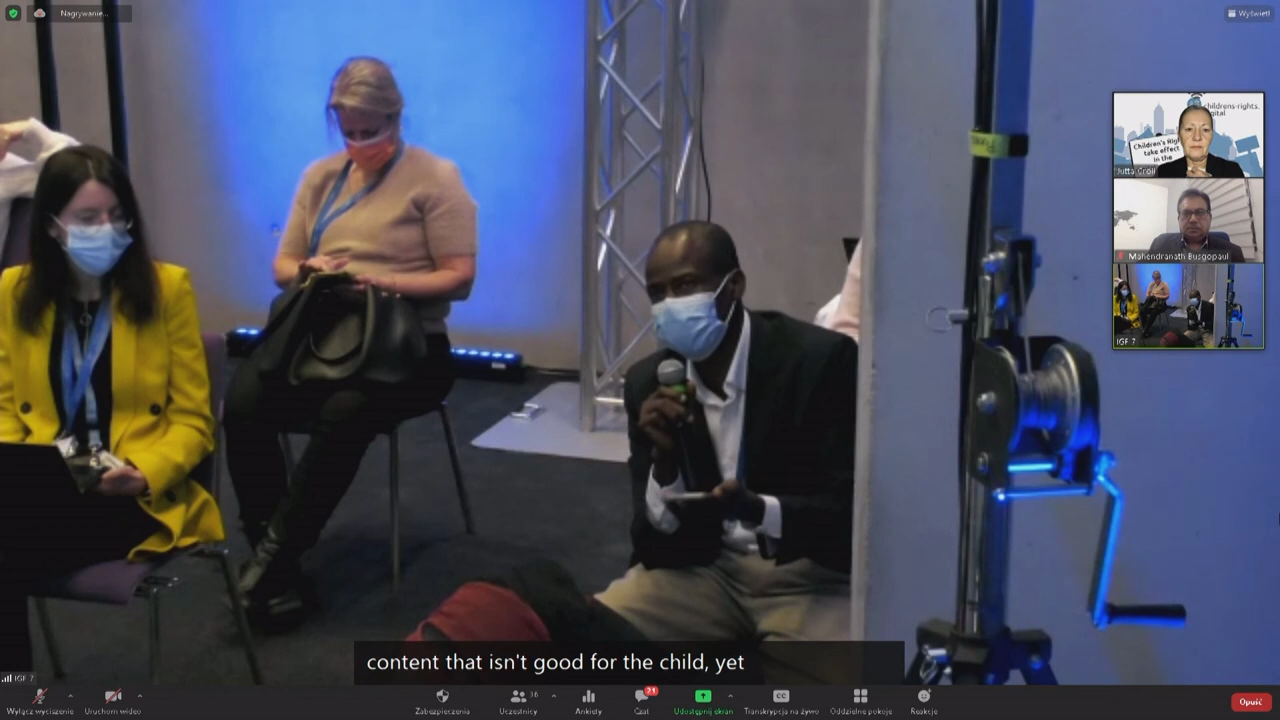 Nagrywanie...
Wyświetl
childrens-rights.
Children's Rig
take effect
in the
Jutta Croll
Mahendranath Busgopaul
IGF 7
content that isn't good for the child, yet
IGF 7
Wyłącz wyciszenie
Uruchom wideo
Zabezpieczenia
Uczestnicy
Ankiety
21
Czat
Udostępnij ekran
CC
Transkrypcja na żywo
Oddzielne pokoje
Reakcje
Opuść